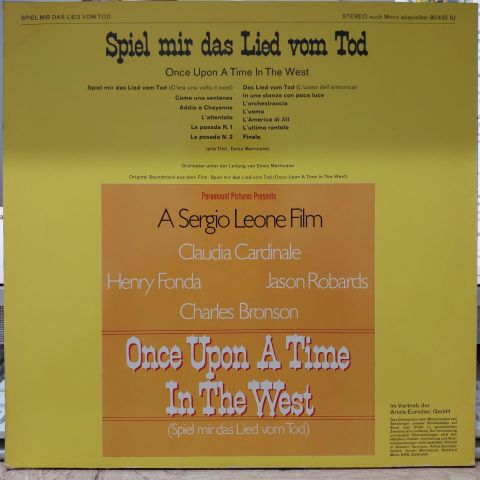 SPIEL MIR DAS LIED VOM TOD
STEREO auch Mono abspielbar 90 425 IU
Spiel mir das Lied vom Tod
Once Upon A Time In The West
Spiel mir das Lied vom Tod (C'era una volta il west)
Come una sentenza
Addio a Cheyenne
L'attentato
La posada N. 1
La posada N. 2
Das Lied vom Tod (L'uomo dell'armonica)
In una stanza con poca luce
L'orchestraccia
L'uomo
L'America di Jill
L'ultimo rantolo
Finale
(alle Titel: Ennio Morricone)
Orchester unter der Leitung von Ennio Morricone
Original Soundtrack aus dem Film: Spiel mir das Lied vom Tod (Once Upon A Time In The West)
Paramount Pictures Presents
A Sergio Leone Film
Claudia Cardinale
Henry Fonda Jason Robards
Charles Bronson
Once Upon A Time
In The West
(Spiel mir das Lied vom Tod)
Im Vertrieb der
Ariola-Eurodisc GmbH